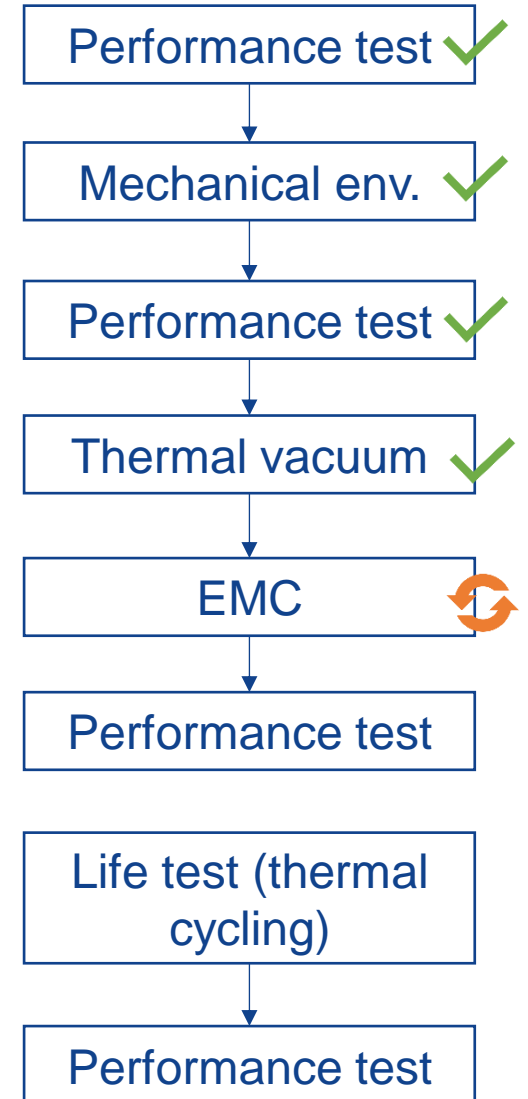 Performance test
Mechanical env.
Performance test
Thermal vacuum
EMC
Performance test
Life test (thermal
cycling)
Performance test